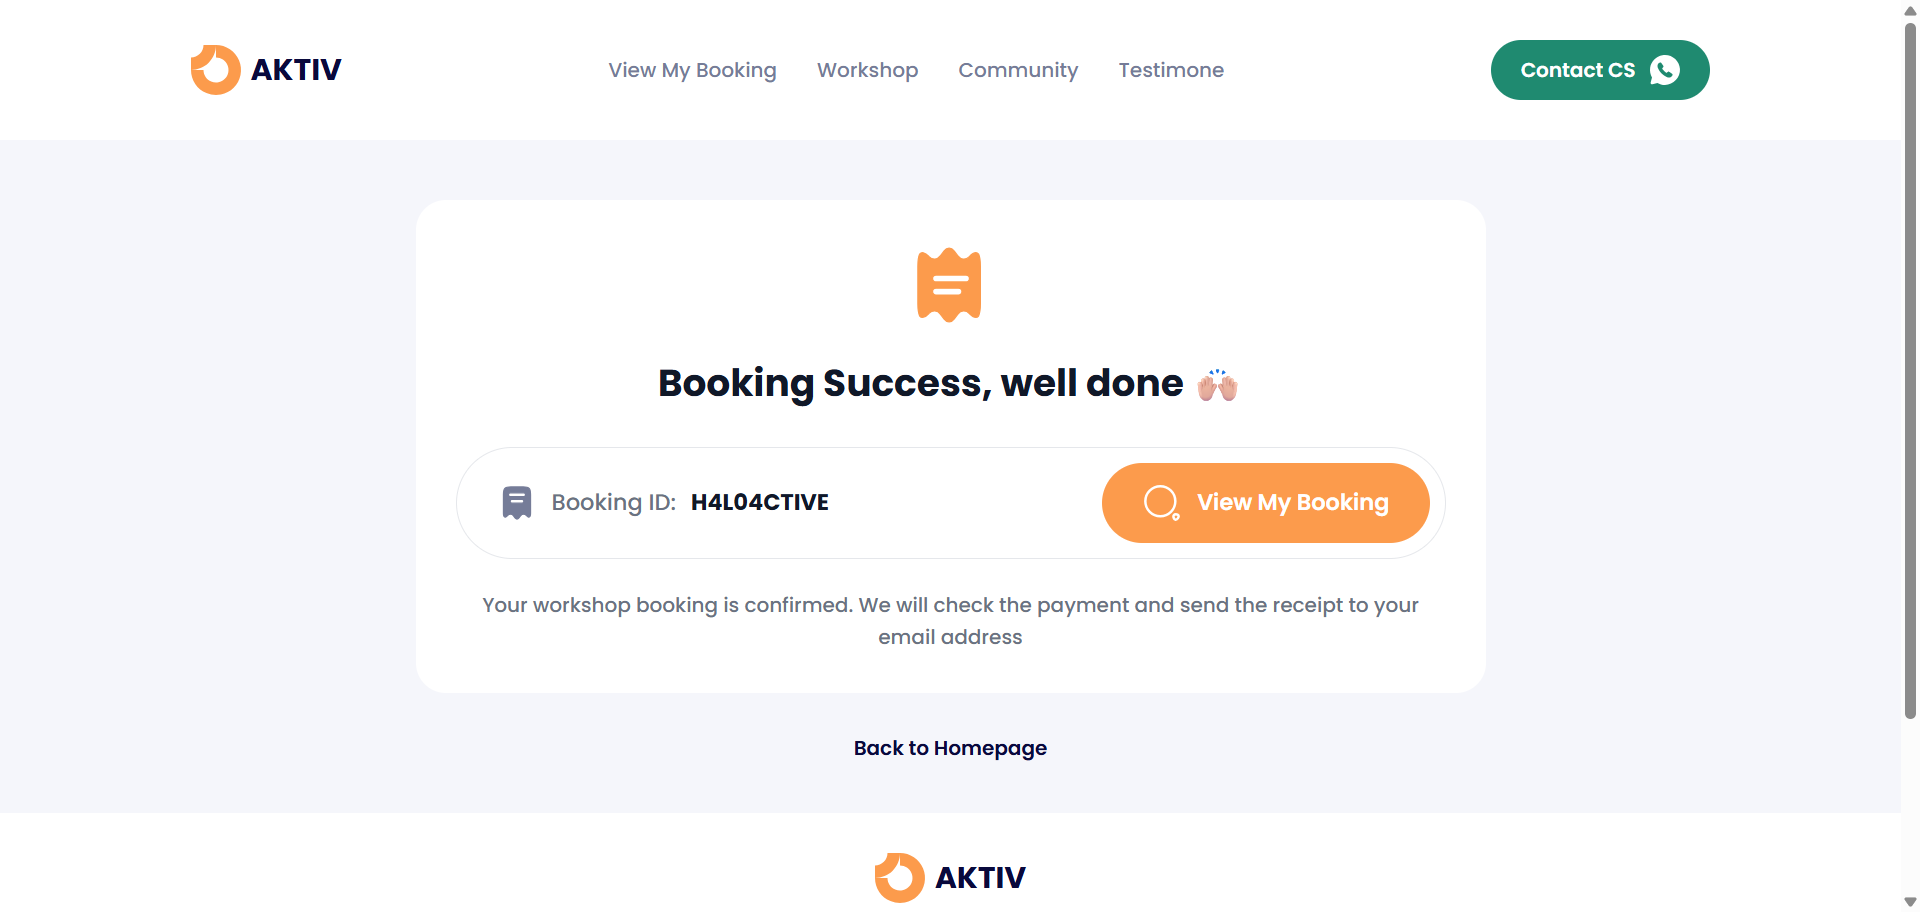 AKTIV
View My Booking
Workshop
Community
Testimone
Contact CS
Booking Success, well done 🙌🏻
Booking ID: H4L04CTIVE
View My Booking
Your workshop booking is confirmed. We will check the payment and send the receipt to your
email address
Back to Homepage
AKTIV